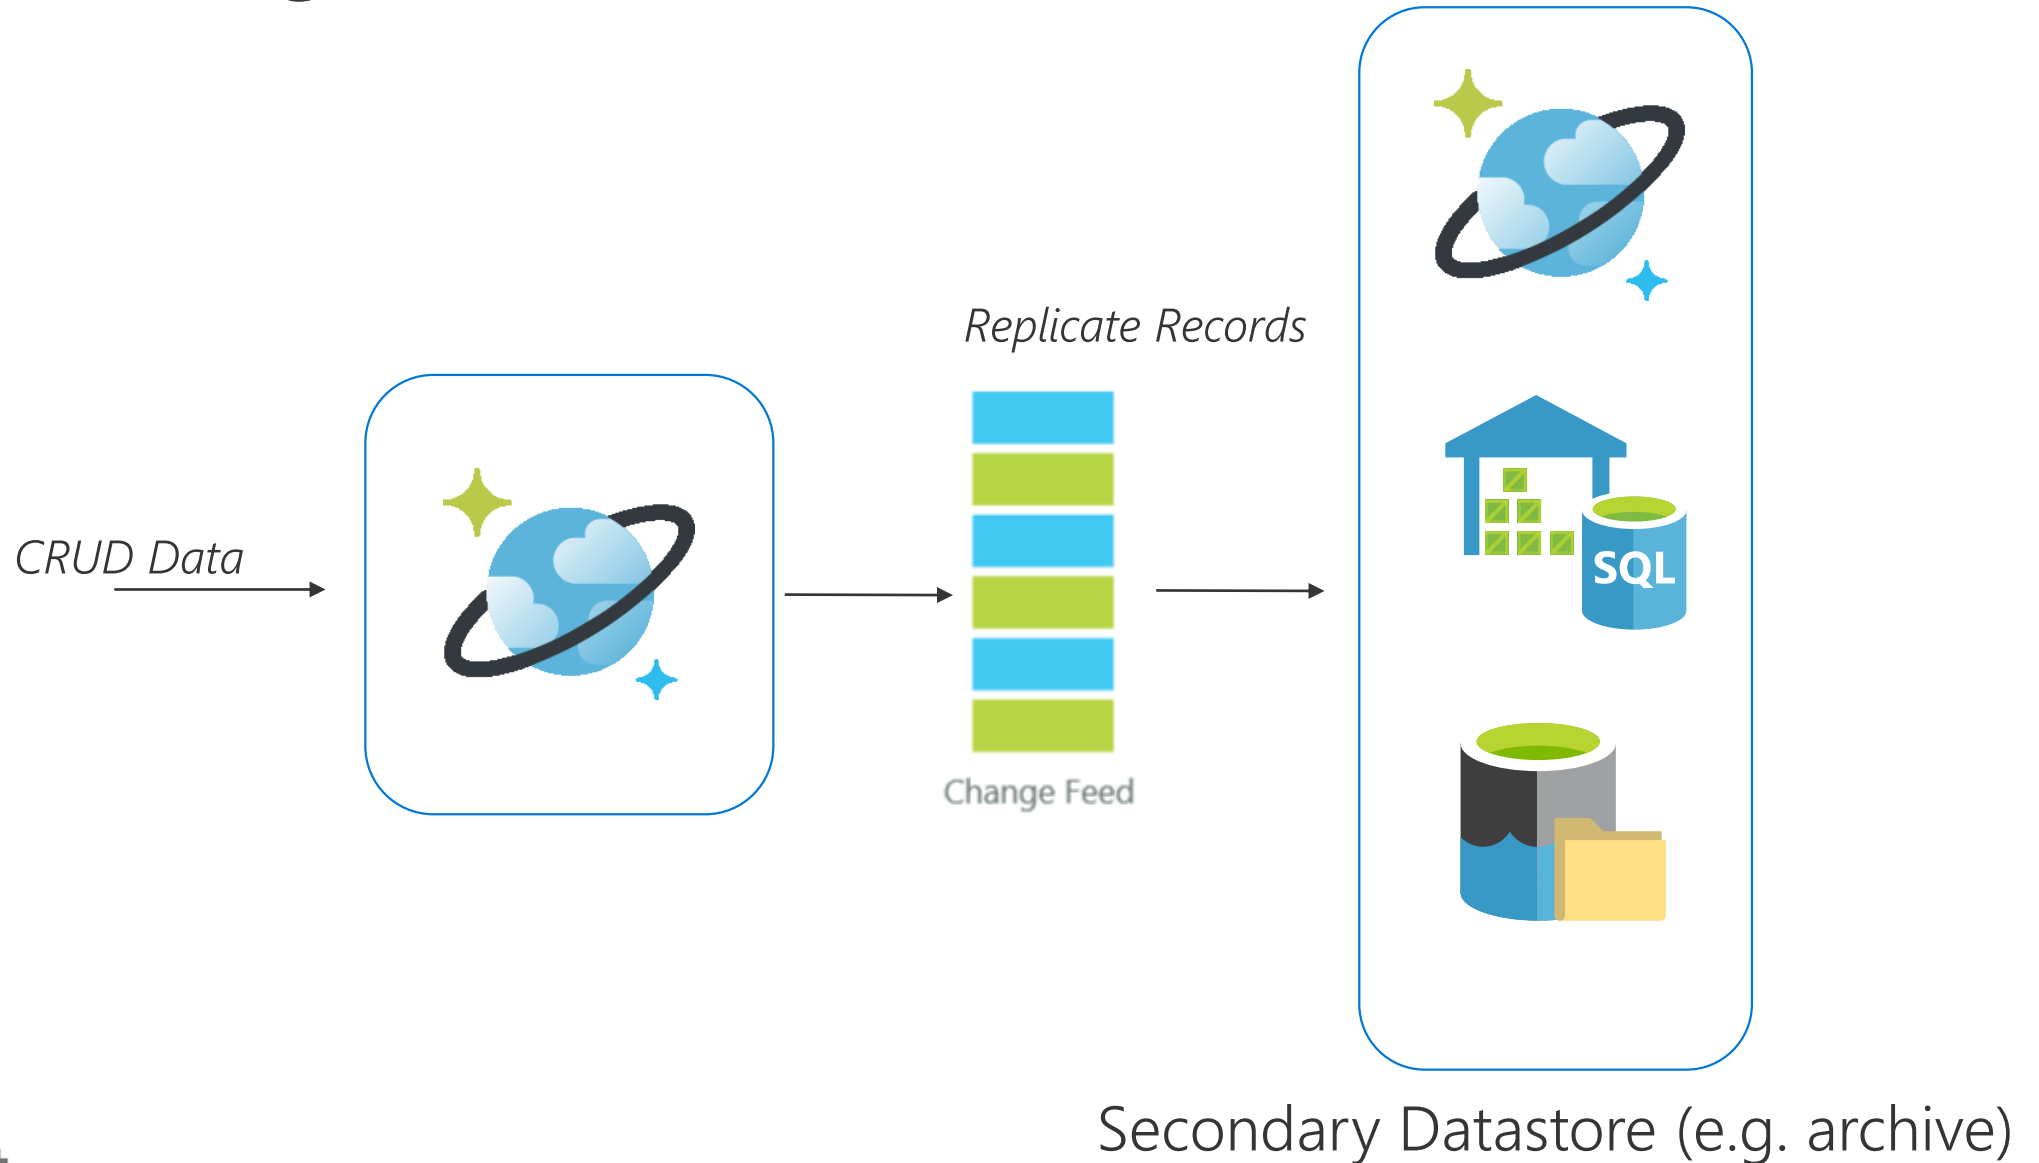 Replicate Records
CRUD Data
SQL
Change Feed
Secondary Datastore (e.g. archive)